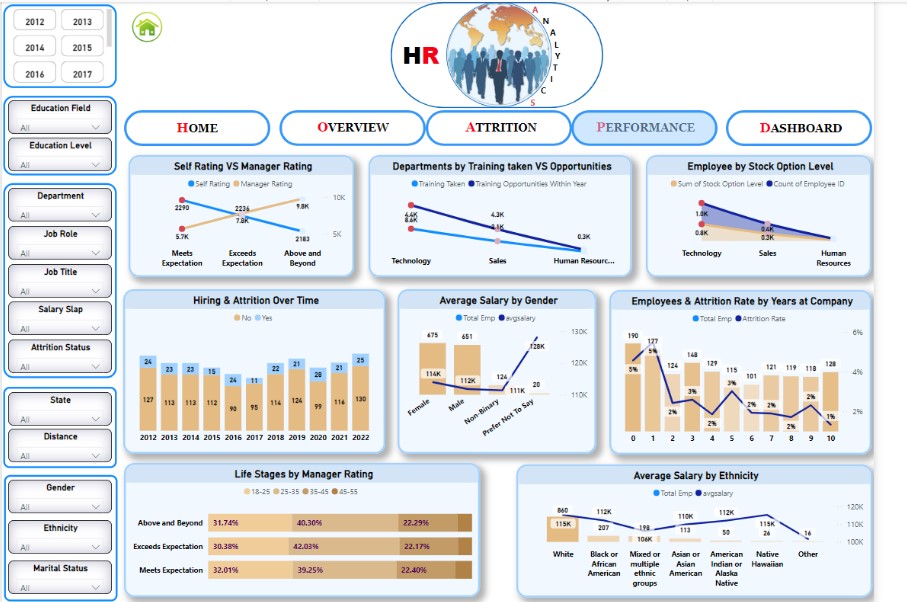 2012 2013
2014 2015
2016 2017
Education Field
All
Education Level
All
Department
All
Job Role
All
Job Title
All
Salary Slap
All
Attrition Status
All
State
All
Distance
All
Gender
All
Ethnicity
All
Marital Status
All
HR
ANALYTICS
HOME OVERVIEW ATTRITION PERFORMANCE DASHBOARD
Self Rating VS Manager Rating
Self Rating Manager Rating
10K
5K
2290 2236 9.8K
5.7K 7.8K 2183
Meets Expectation
Exceeds Expectation
Above and Beyond
Departments by Training taken VS Opportunities
Training Taken Training Opportunities Within Year
4.4K 4.3K
8.6K 0.3K
Technology Sales Human Resourc...
Employee by Stock Option Level
Sum of Stock Option Level Count of Employee ID
1.0K 0.4K
0.8K 0.3K
Technology Sales Human Resources
Hiring & Attrition Over Time
No Yes
24 23 23 15 24 11 22 21 28 21 25
127 113 113 112 90 95 114 124 99 116 130
2012 2013 2014 2015 2016 2017 2018 2019 2020 2021 2022
Average Salary by Gender
Total Emp avgsalary
130K
120K
110K
675 651 124 20
114K 112K 111K 128K
Female Male Non-Binary Prefer Not To Say
Employees & Attrition Rate by Years at Company
Total Emp Attrition Rate
6%
4%
2%
190 177 124 148 129 115 101 121 119 118 128
5% 5% 2% 3% 2% 3% 2% 2% 2% 2% 1%
0 1 2 3 4 5 6 7 8 9 10
Life Stages by Manager Rating
18-25 25-35 35-45 45-55
Above and Beyond 31.74% 40.30% 22.29%
Exceeds Expectation 30.38% 42.03% 22.17%
Meets Expectation 32.01% 39.25% 22.40%
Average Salary by Ethnicity
Total Emp avgsalary
120K
110K
100K
860 207 198 113 50 26 16
115K 112K 106K 110K 112K 115K
White
Black or African American
Mixed or multiple ethnic groups
Asian or Asian American
American Indian or Alaska Native
Native Hawaiian
Other